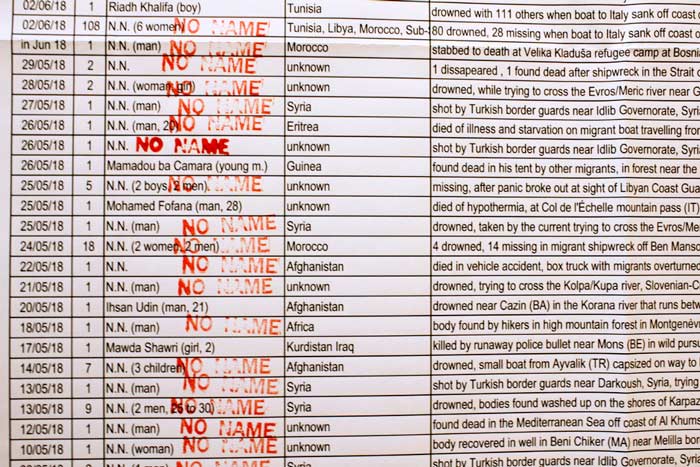 02/06/18 1 Riadh Khalifa (boy) Tunisia drowned with 111 others when boat to Italy sank off coast o
02/06/18 108 N.N. (6 women) NO NAME Tunisia, Libya, Morocco, Sub-S 80 drowned, 28 missing when boat to Italy sank off coast of
in Jun 18 1 N.N. (man) NO NAME Morocco stabbed to death at Velika Kladuša refugee camp at Bosnia
29/05/18 2 N.N. NO NAME unknown 1 disappeared , 1 found dead after shipwreck in the Strait o
28/05/18 2 N.N. (woman, girl) NO NAME unknown drowned, while trying to cross the Evros/Meric river near G
27/05/18 1 N.N. (man) NO NAME Syria shot by Turkish border guards near Idlib Governorate, Syria
26/05/18 1 N.N. (man, 20) NO NAME Eritrea died of illness and starvation on migrant boat travelling from
26/05/18 1 N.N. NO NAME unknown shot by Turkish border guards near Idlib Governorate, Syri
26/05/18 1 Mamadou ba Camara (young m.) Guinea found dead in his tent by other migrants, in forest near the
25/05/18 5 N.N. (2 boys, 2 men). NO NAME unknown missing, after panic broke out at sight of Libyan Coast Gua
25/05/18 1 Mohamed Fofana (man, 28) unknown died of hypothermia, at Col de l'Échelle mountain pass (IT)
25/05/18 1 N.N. (man) NO NAME Syria drowned, taken by the current trying to cross the Evros/Mer
24/05/18 18 N.N. (2 women, 2 men) NO NAME Morocco 4 drowned, 14 missing in migrant shipwreck off Ben Manso
22/05/18 1 N.N. NO NAME Afghanistan died in vehicle accident, box truck with migrants overturned
21/05/18 1 N.N. (man) NO NAME unknown drowned, trying to cross the Kolpa/Kupa river, Slovenian-C
20/05/18 1 Ihsan Udin (man, 21) Afghanistan drowned near Cazin (BA) in the Korana river that runs betw
18/05/18 1 N.N. (man) NO NAME Africa body found by hikers in high mountain forest in Montgenèv
17/05/18 1 Mawda Shawri (girl, 2) Kurdistan Iraq killed by runaway police bullet near Mons (BE) in wild pursu
14/05/18 7 N.N. (3 children) NO NAME Afghanistan drowned, small boat from Ayvalik (TR) capsized on way to
13/05/18 1 N.N. (man) NO NAME Syria shot by Turkish border guards near Darkoush, Syria, trying
13/05/18 9 N.N. (2 men, 25 to 30) NO NAME Syria drowned, bodies found washed up on the shores of Karpaz
12/05/18 1 N.N. (man) NO NAME unknown found dead in the Mediterranean Sea off coast of Al Khums
10/05/18 1 N.N. (woman) NO NAME unknown body recovered in well in Beni Chiker (MA) near Melilla bor
NO NAME Syria